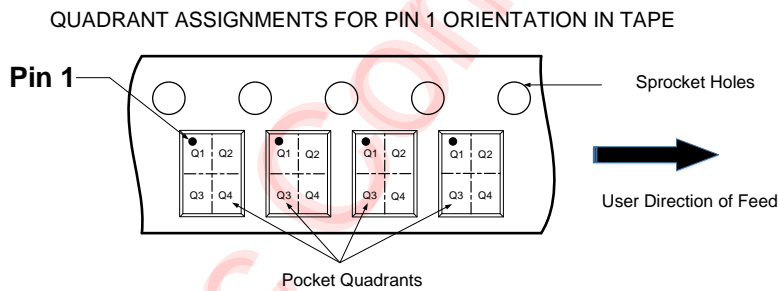 QUADRANT ASSIGNMENTS FOR PIN 1 ORIENTATION IN TAPE
Pin 1
Sprocket Holes
Q1 Q2 Q1 Q2 Q1 Q2 Q1 Q2
Q3 Q4 Q3 Q4 Q3 Q4 Q3 Q4
User Direction of Feed
Pocket Quadrants